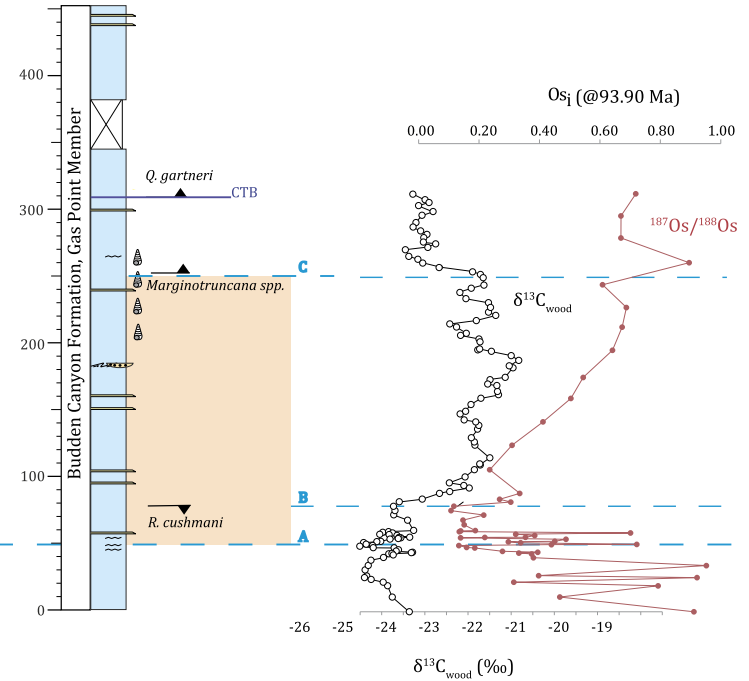 Os_i (@93.90 Ma)
0.00 0.20 0.40 0.60 0.80 1.00
400
300
200
100
0
Budden Canyon Formation, Gas Point Member
Q. gartneri
CTB
187Os/188Os
C
Marginotruncana spp.
δ13C_wood
B
R. cushmani
A
-26 -25 -24 -23 -22 -21 -20 -19
δ13C_wood (‰)